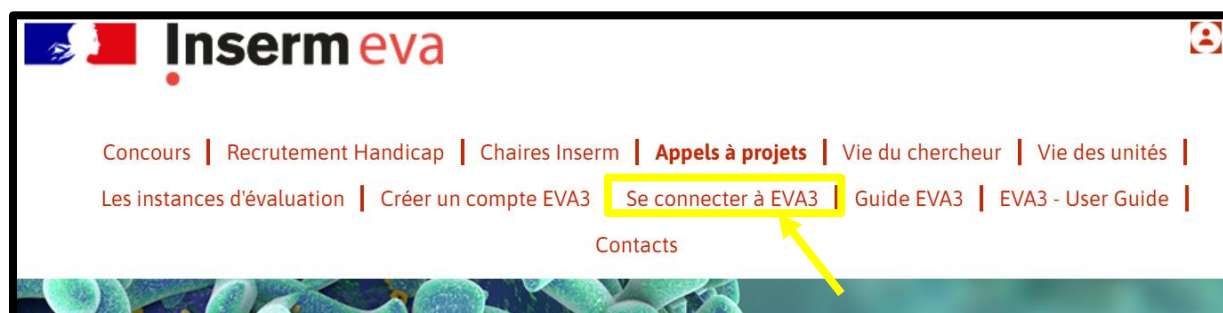 Inserm eva
Concours | Recrutement Handicap | Chaires Inserm | Appels à projets | Vie du chercheur | Vie des unités |
Les instances d'évaluation | Créer un compte EVA3 | Se connecter à EVA3 | Guide EVA3 | EVA3 - User Guide |
Contacts